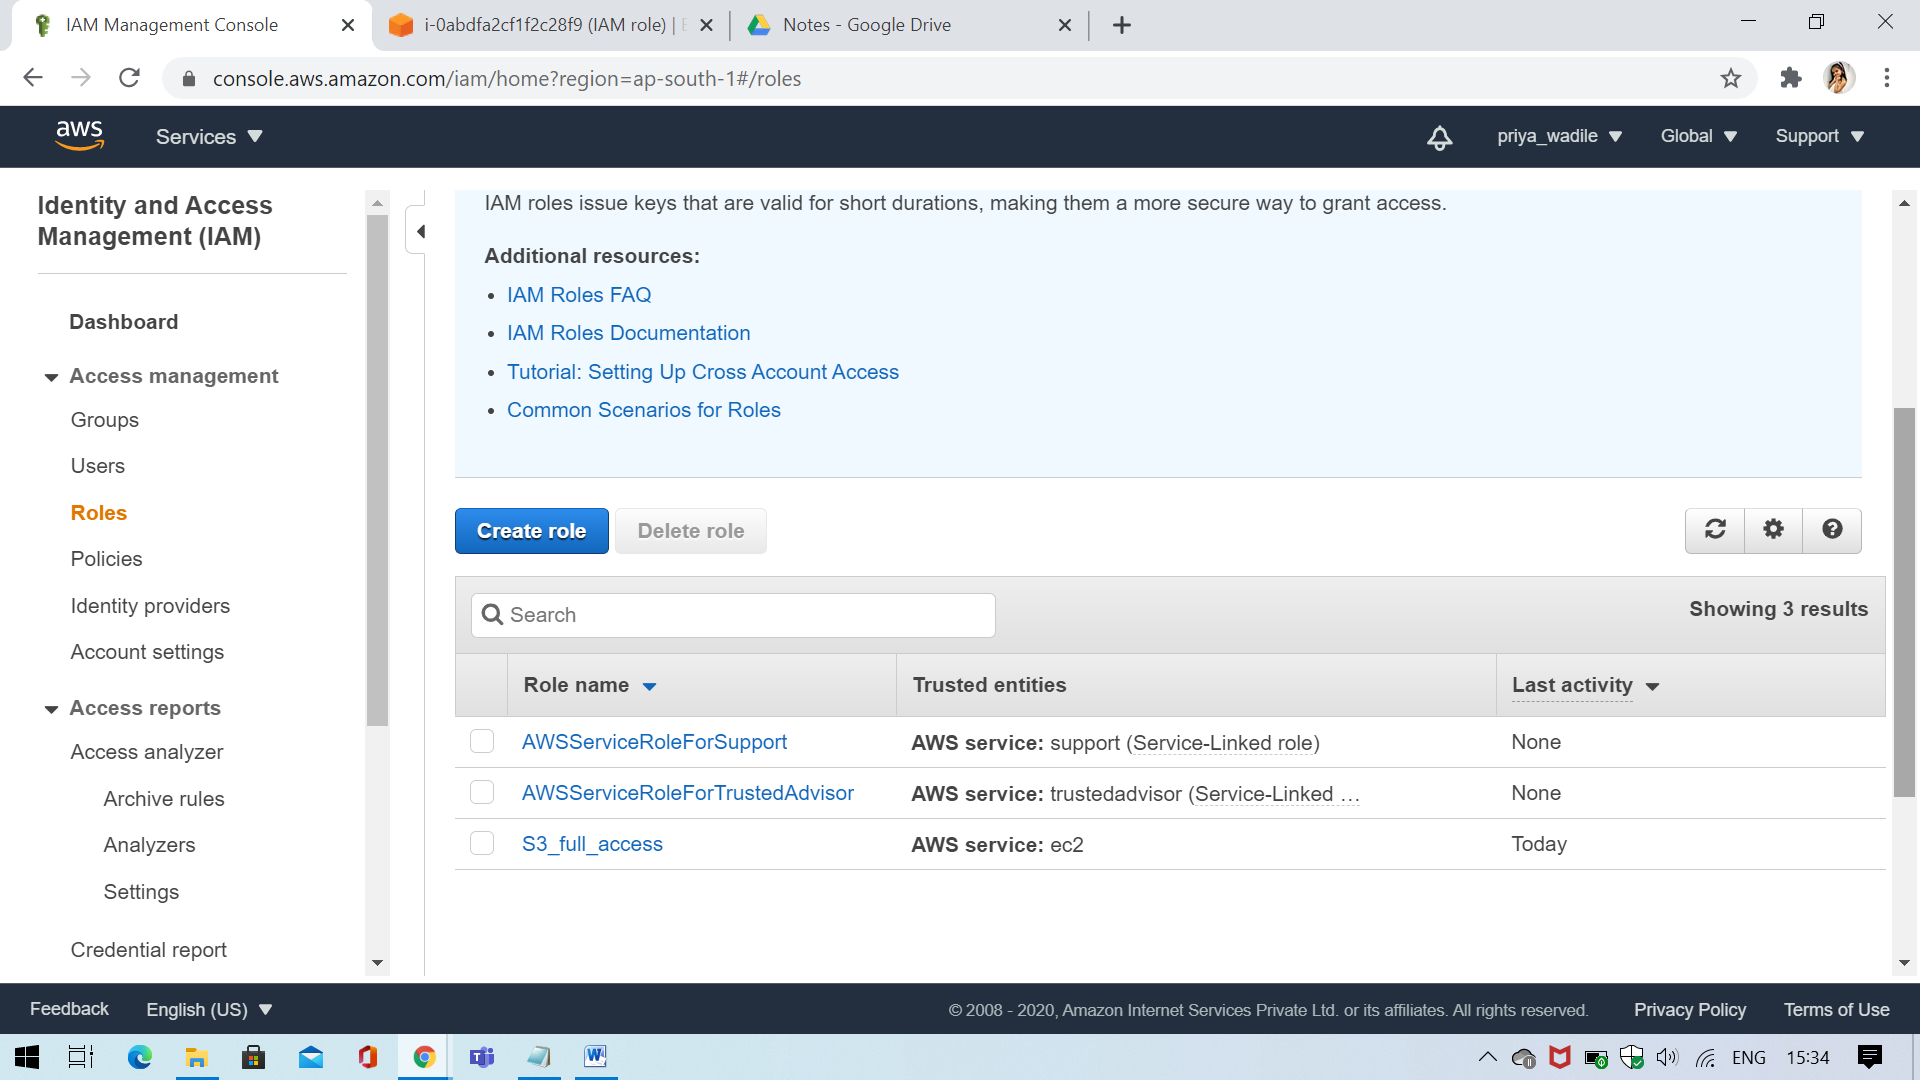 IAM Management Console
i-0abdfa2cf1f2c28f9 (IAM role) |
Notes - Google Drive
console.aws.amazon.com/iam/home?region=ap-south-1#/roles
aws
Services
priya_wadile
Global
Support
Identity and Access
Management (IAM)
Dashboard
Access management
Groups
Users
Roles
Policies
Identity providers
Account settings
Access reports
Access analyzer
Archive rules
Analyzers
Settings
Credential report
IAM roles issue keys that are valid for short durations, making them a more secure way to grant access.
Additional resources:
• IAM Roles FAQ
• IAM Roles Documentation
• Tutorial: Setting Up Cross Account Access
• Common Scenarios for Roles
Create role
Delete role
Search
Showing 3 results
Role name Trusted entities Last activity
AWSServiceRoleForSupport AWS service: support (Service-Linked role) None
AWSServiceRoleForTrustedAdvisor AWS service: trustedadvisor (Service-Linked … None
S3_full_access AWS service: ec2 Today
Feedback
English (US)
© 2008 - 2020, Amazon Internet Services Private Ltd. or its affiliates. All rights reserved.
Privacy Policy
Terms of Use
ENG
15:34